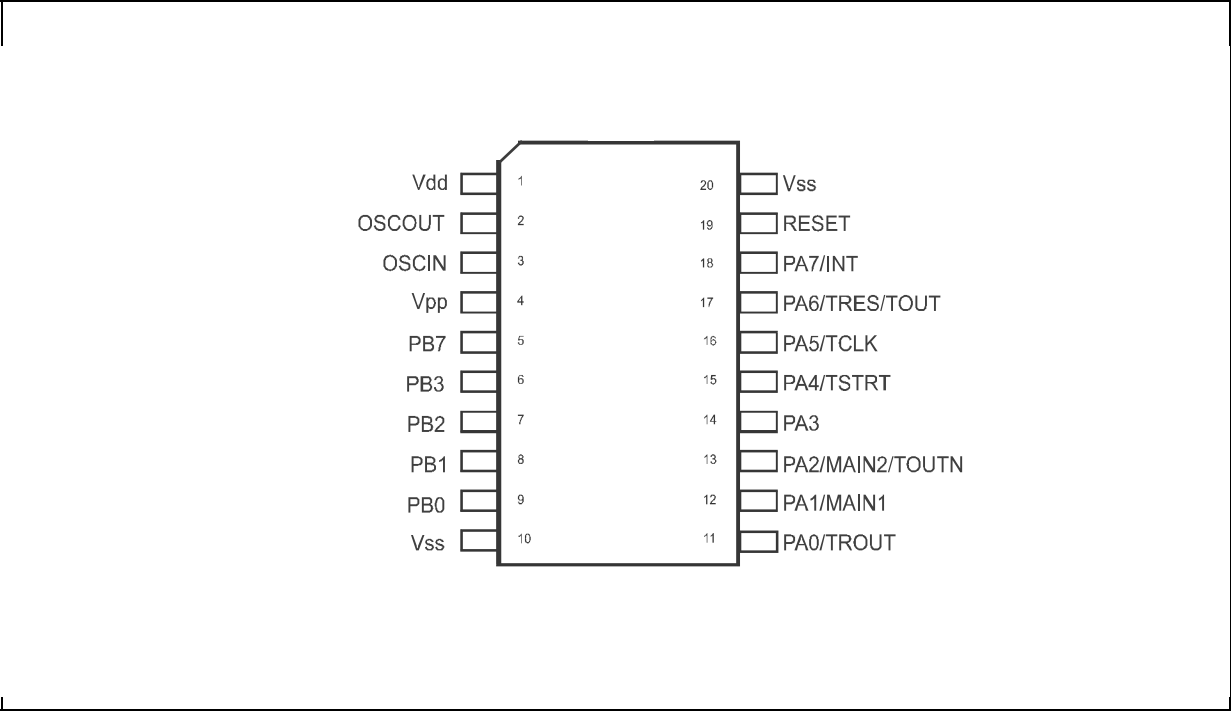 Vdd 1 20 Vss
OSCOUT 2 19 RESET
OSCIN 3 18 PA7/INT
Vpp 4 17 PA6/TRES/TOUT
PB7 5 16 PA5/TCLK
PB3 6 15 PA4/TSTRT
PB2 7 14 PA3
PB1 8 13 PA2/MAIN2/TOUTN
PB0 9 12 PA1/MAIN1
Vss 10 11 PA0/TROUT